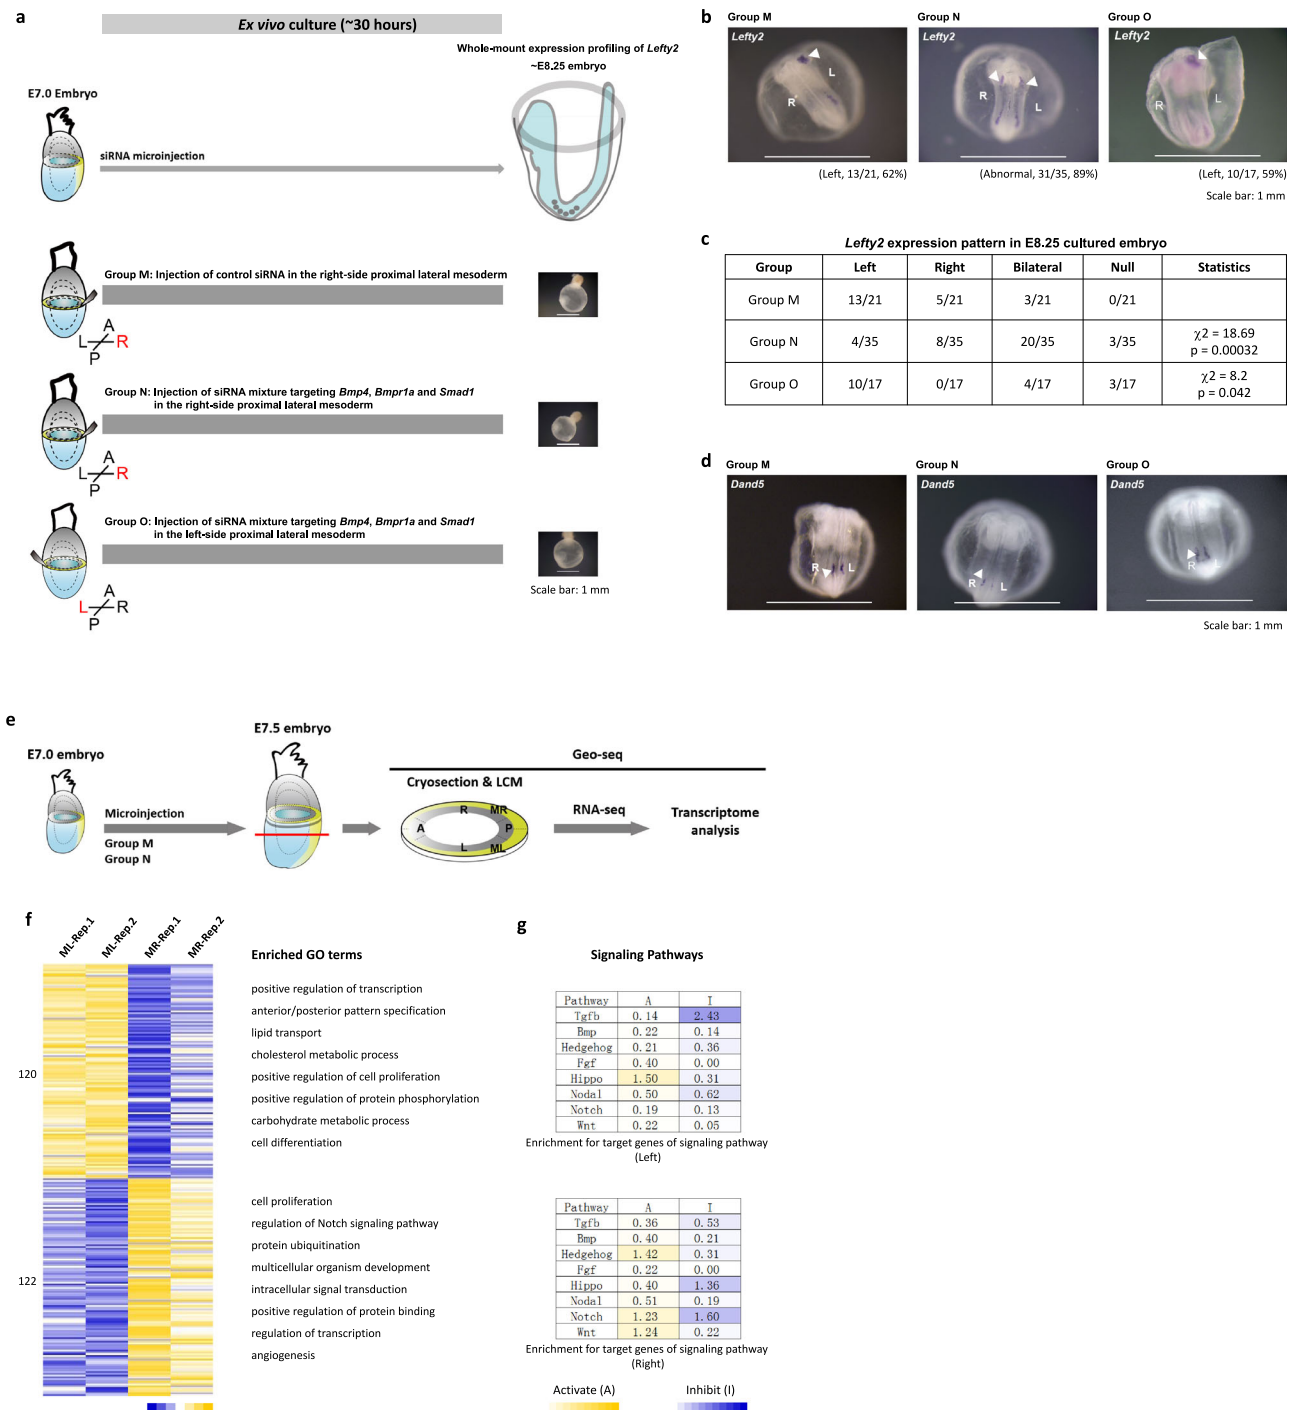 a
Ex vivo culture (~30 hours)
Whole-mount expression profiling of Lefty2
~E8.25 embryo
E7.0 Embryo
siRNA microinjection
Group M: Injection of control siRNA in the right-side proximal lateral mesoderm
A
L R
P
Group N: Injection of siRNA mixture targeting Bmp4, Bmpr1a and Smad1
in the right-side proximal lateral mesoderm
A
L R
P
Group O: Injection of siRNA mixture targeting Bmp4, Bmpr1a and Smad1
in the left-side proximal lateral mesoderm
A
L R
P
Scale bar: 1 mm
b
Group M Group N Group O
Lefty2 Lefty2 Lefty2
L R
R L
R L
(Left, 13/21, 62%) (Abnormal, 31/35, 89%) (Left, 10/17, 59%)
Scale bar: 1 mm
c
Lefty2 expression pattern in E8.25 cultured embryo
Group Left Right Bilateral Null Statistics
Group M 13/21 5/21 3/21 0/21
Group N 4/35 8/35 20/35 3/35 χ2 = 18.69
p = 0.00032
Group O 10/17 0/17 4/17 3/17 χ2 = 8.2
p = 0.042
d
Group M Group N Group O
Dand5 Dand5 Dand5
R L
R L
R L
Scale bar: 1 mm
e
E7.0 embryo
Microinjection
Group M
Group N
E7.5 embryo
Geo-seq
Cryosection & LCM
R MR
A P
L ML
RNA-seq
Transcriptome
analysis
f
ML-Rep.1 ML-Rep.2 MR-Rep.1 MR-Rep.2
Enriched GO terms
120
positive regulation of transcription
anterior/posterior pattern specification
lipid transport
cholesterol metabolic process
positive regulation of cell proliferation
positive regulation of protein phosphorylation
carbohydrate metabolic process
cell differentiation
122
cell proliferation
regulation of Notch signaling pathway
protein ubiquitination
multicellular organism development
intracellular signal transduction
positive regulation of protein binding
regulation of transcription
angiogenesis
g
Signaling Pathways
Pathway A I
Tgfb 0.14 2.43
Bmp 0.22 0.14
Hedgehog 0.21 0.36
Fgf 0.40 0.00
Hippo 1.50 0.31
Nodal 0.50 0.62
Notch 0.19 0.13
Wnt 0.22 0.05
Enrichment for target genes of signaling pathway
(Left)
Pathway A I
Tgfb 0.36 0.53
Bmp 0.40 0.21
Hedgehog 1.42 0.31
Fgf 0.22 0.00
Hippo 0.40 1.36
Nodal 0.51 0.19
Notch 1.23 1.60
Wnt 1.24 0.22
Enrichment for target genes of signaling pathway
(Right)
Activate (A) Inhibit (I)